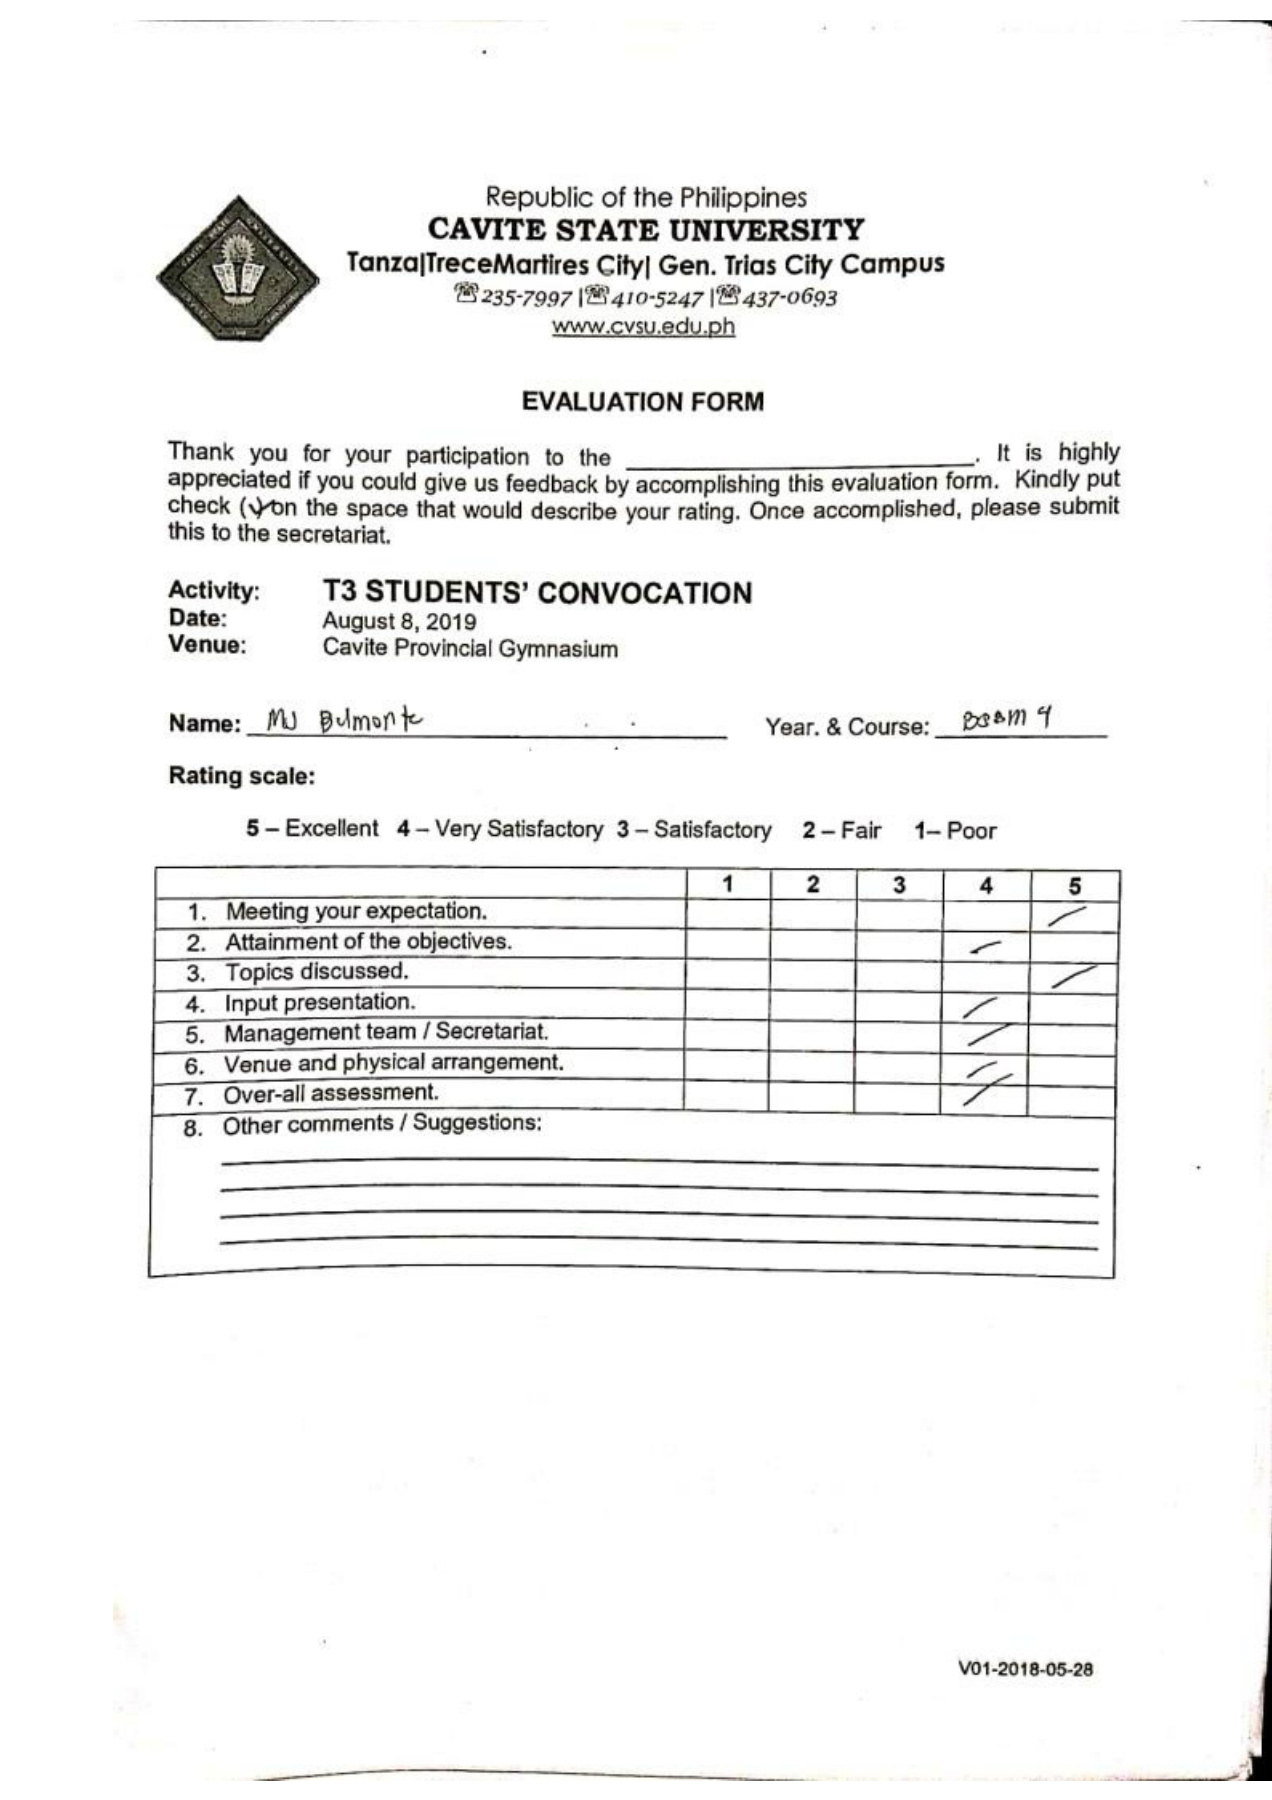 Republic of the Philippines
CAVITE STATE UNIVERSITY
Tanza|TreceMartires City| Gen. Trias City Campus
☏235-7997 |☏410-5247 |☏437-0693
www.cvsu.edu.ph
EVALUATION FORM
Thank you for your participation to the ____________________. It is highly
appreciated if you could give us feedback by accomplishing this evaluation form. Kindly put
check (√) on the space that would describe your rating. Once accomplished, please submit
this to the secretariat.
Activity: T3 STUDENTS' CONVOCATION
Date: August 8, 2019
Venue: Cavite Provincial Gymnasium
Name: MJ Bulmonte Year. & Course: 4
Rating scale:
5 – Excellent 4 – Very Satisfactory 3 – Satisfactory 2 – Fair 1– Poor
1 2 3 4 5
1. Meeting your expectation.
2. Attainment of the objectives.
3. Topics discussed.
4. Input presentation.
5. Management team / Secretariat.
6. Venue and physical arrangement.
7. Over-all assessment.
8. Other comments / Suggestions:
V01-2018-05-28